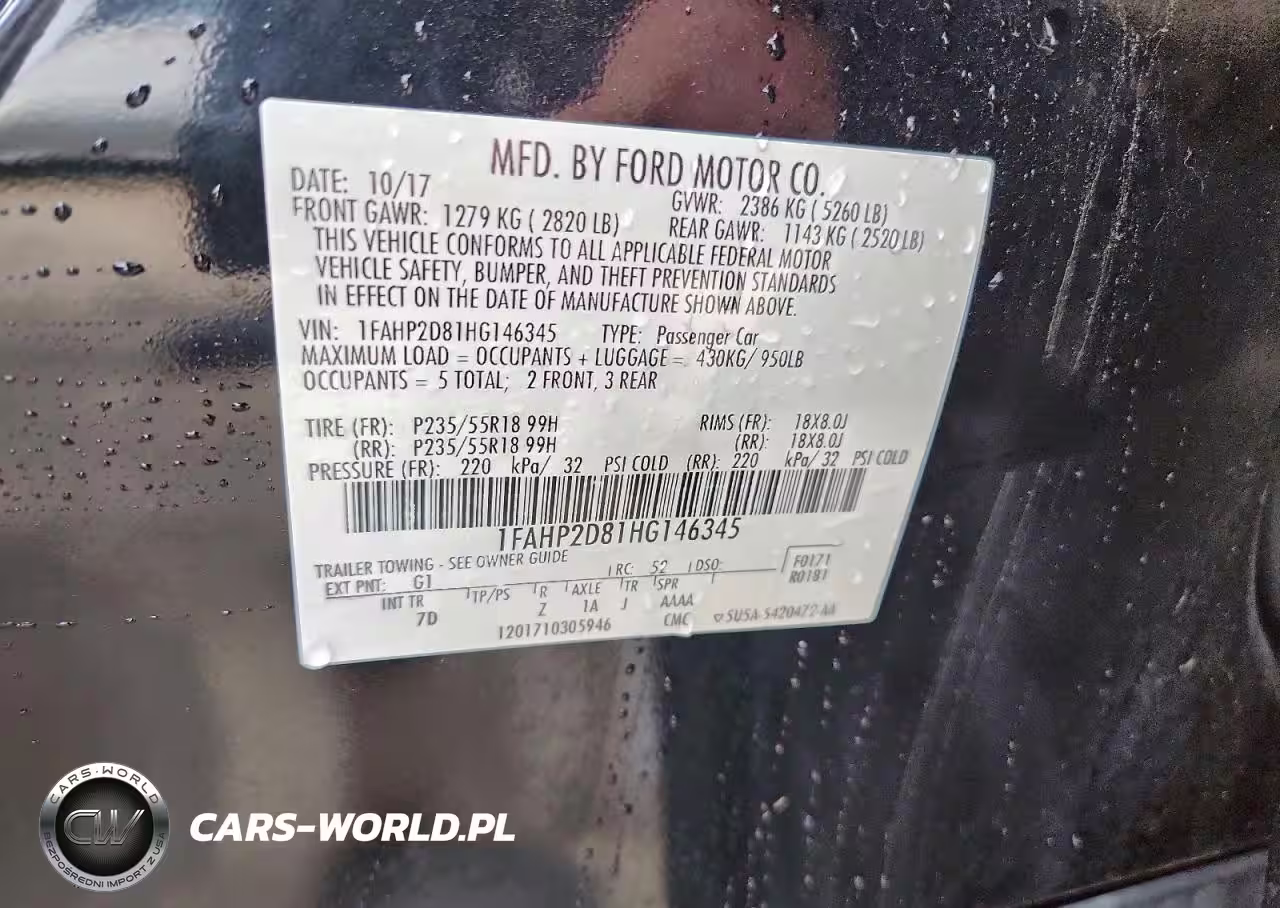 MFD. BY FORD MOTOR CO.
DATE: 10/17
GVWR: 2386 KG ( 5260 LB)
FRONT GAWR: 1279 KG ( 2820 LB)
REAR GAWR: 1143 KG ( 2520 LB)
THIS VEHICLE CONFORMS TO ALL APPLICABLE FEDERAL MOTOR
VEHICLE SAFETY, BUMPER, AND THEFT PREVENTION STANDARDS
IN EFFECT ON THE DATE OF MANUFACTURE SHOWN ABOVE.
VIN: 1FAHP2D81HG146345 TYPE: Passenger Car
MAXIMUM LOAD = OCCUPANTS + LUGGAGE = 430KG/ 950LB
OCCUPANTS = 5 TOTAL; 2 FRONT, 3 REAR
TIRE (FR): P235/55R18 99H RIMS (FR): 18X8.0J
(RR): P235/55R18 99H (RR): 18X8.0J
PRESSURE (FR): 220 kPa/ 32 PSI COLD (RR): 220 kPa/ 32 PSI COLD
1FAHP2D81HG146345
TRAILER TOWING - SEE OWNER GUIDE
EXT PNT: G1 RC: 52 DSO: F0171
R0181
INT TR TP/PS R AXLE TR SPR
7D Z 1A J AAAA
1201710305946 CMC 5U5A-5420472-AA
CARS-WORLD
CW
BEZPOŚREDNI IMPORT Z USA
CARS-WORLD.PL